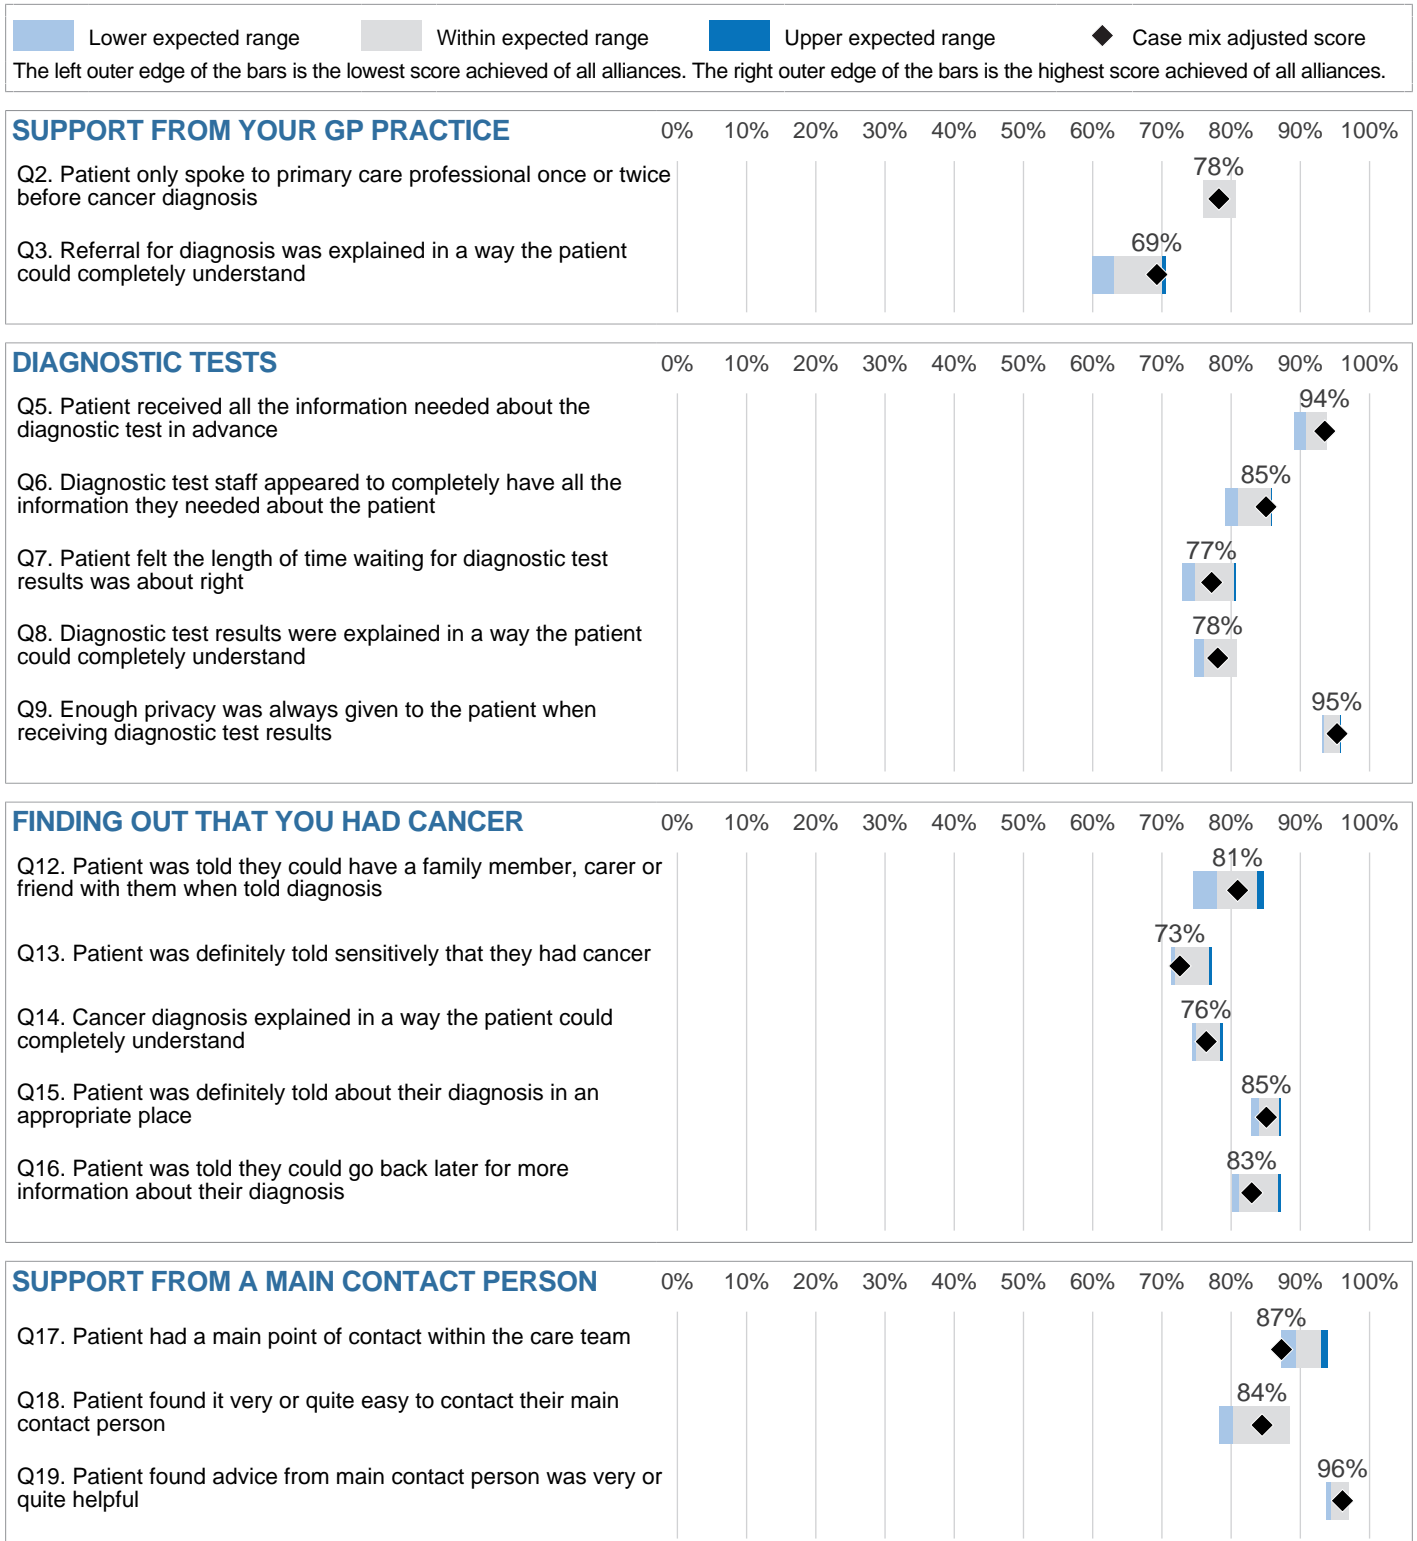 Lower expected range Within expected range Upper expected range Case mix adjusted score
The left outer edge of the bars is the lowest score achieved of all alliances. The right outer edge of the bars is the highest score achieved of all alliances.
SUPPORT FROM YOUR GP PRACTICE 0% 10% 20% 30% 40% 50% 60% 70% 80% 90% 100%
Q2. Patient only spoke to primary care professional once or twice
before cancer diagnosis
78%
Q3. Referral for diagnosis was explained in a way the patient
could completely understand
69%
DIAGNOSTIC TESTS 0% 10% 20% 30% 40% 50% 60% 70% 80% 90% 100%
Q5. Patient received all the information needed about the
diagnostic test in advance
94%
Q6. Diagnostic test staff appeared to completely have all the
information they needed about the patient
85%
Q7. Patient felt the length of time waiting for diagnostic test
results was about right
77%
Q8. Diagnostic test results were explained in a way the patient
could completely understand
78%
Q9. Enough privacy was always given to the patient when
receiving diagnostic test results
95%
FINDING OUT THAT YOU HAD CANCER 0% 10% 20% 30% 40% 50% 60% 70% 80% 90% 100%
Q12. Patient was told they could have a family member, carer or
friend with them when told diagnosis
81%
Q13. Patient was definitely told sensitively that they had cancer
73%
Q14. Cancer diagnosis explained in a way the patient could
completely understand
76%
Q15. Patient was definitely told about their diagnosis in an
appropriate place
85%
Q16. Patient was told they could go back later for more
information about their diagnosis
83%
SUPPORT FROM A MAIN CONTACT PERSON 0% 10% 20% 30% 40% 50% 60% 70% 80% 90% 100%
Q17. Patient had a main point of contact within the care team
87%
Q18. Patient found it very or quite easy to contact their main
contact person
84%
Q19. Patient found advice from main contact person was very or
quite helpful
96%